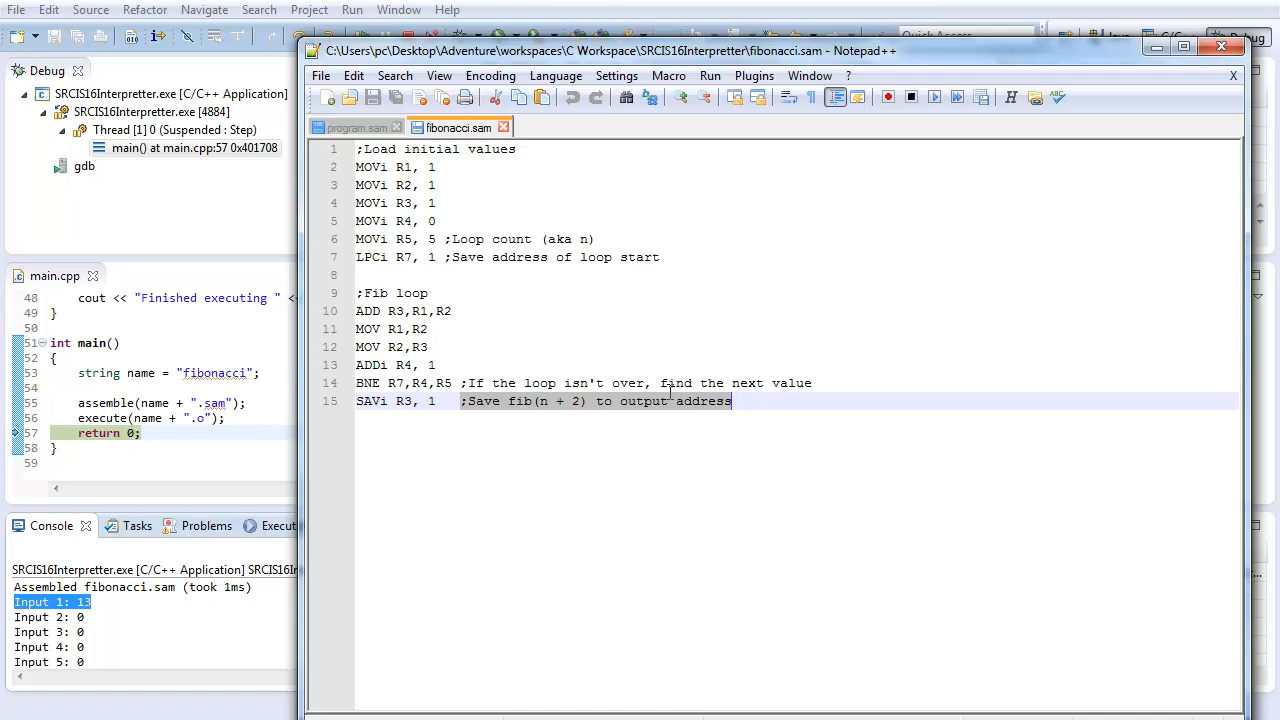 File Edit Source Refactor Navigate Search Project Run Window Help
Quick Access
Debug
SRCIS16Interpretter.exe [C/C++ Application]
SRCIS16Interpretter.exe [4884]
Thread [1] 0 (Suspended : Step)
main() at main.cpp:57 0x401708
gdb
main.cpp
48 cout << "Finished executing " <
49 }
50
51 int main()
52 {
53 string name = "fibonacci";
54
55 assemble(name + ".sam");
56 execute(name + ".o");
57 return 0;
58 }
59
Console Tasks Problems Execut
SRCIS16Interpretter.exe [C/C++ Application] SRCIS16In
Assembled fibonacci.sam (took 1ms)
Input 1: 13
Input 2: 0
Input 3: 0
Input 4: 0
Input 5: 0
C:\Users\pc\Desktop\Adventure\workspaces\C Workspace\SRCIS16Interpretter\fibonacci.sam - Notepad++
File Edit Search View Encoding Language Settings Macro Run Plugins Window ? X
program.sam fibonacci.sam
1 ;Load initial values
2 MOVi R1, 1
3 MOVi R2, 1
4 MOVi R3, 1
5 MOVi R4, 0
6 MOVi R5, 5 ;Loop count (aka n)
7 LPCi R7, 1 ;Save address of loop start
8
9 ;Fib loop
10 ADD R3,R1,R2
11 MOV R1,R2
12 MOV R2,R3
13 ADDi R4, 1
14 BNE R7,R4,R5 ;If the loop isn't over, find the next value
15 SAVi R3, 1 ;Save fib(n + 2) to output address